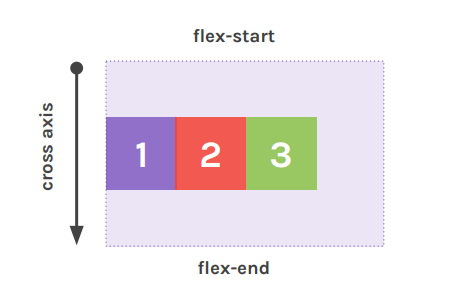 flex-start
cross axis
1 2 3
flex-end